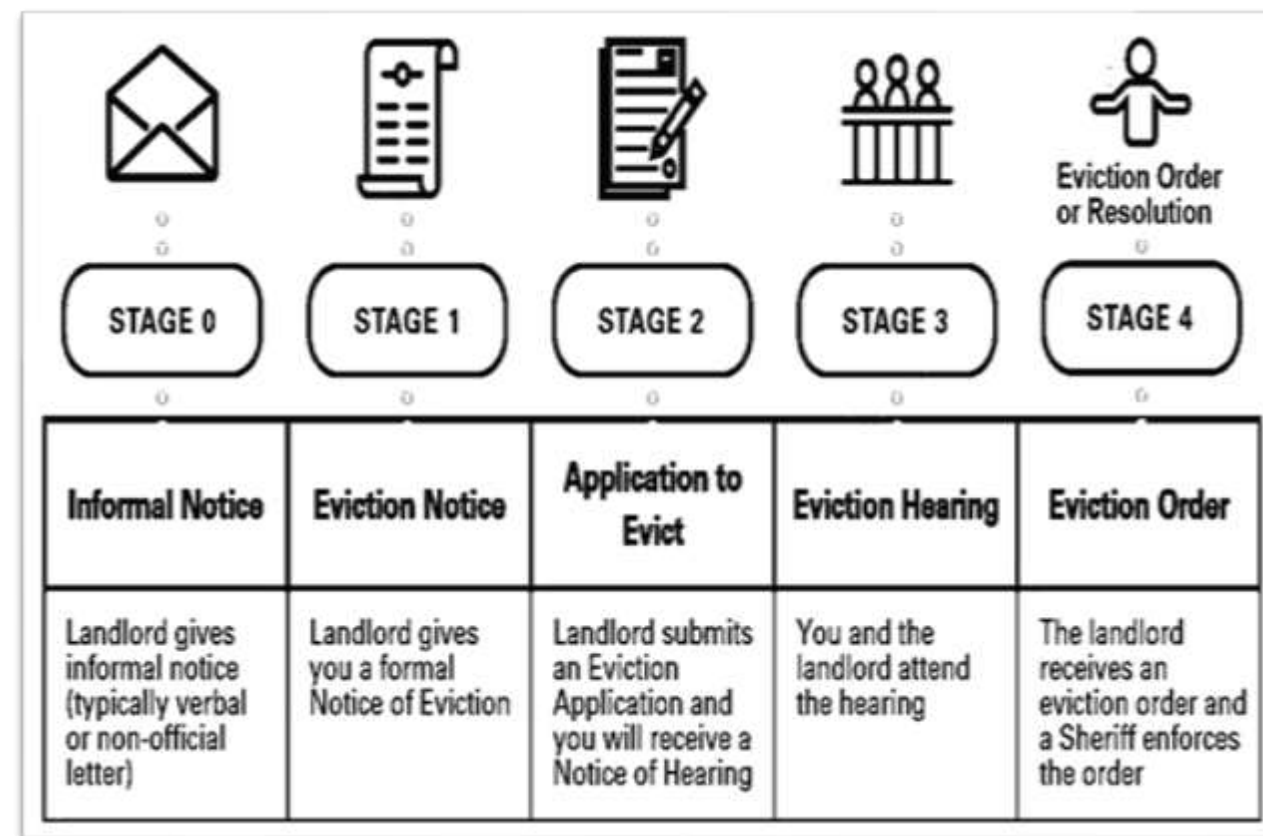 Eviction Order
or Resolution
STAGE 0
STAGE 1
STAGE 2
STAGE 3
STAGE 4
Informal Notice
Eviction Notice
Application to
Evict
Eviction Hearing
Eviction Order
Landlord gives
informal notice
(typically verbal
or non-official
letter)
Landlord gives
you a formal
Notice of Eviction
Landlord submits
an Eviction
Application and
you will receive a
Notice of Hearing
You and the
landlord attend
the hearing
The landlord
receives an
eviction order and
a Sheriff enforces
the order